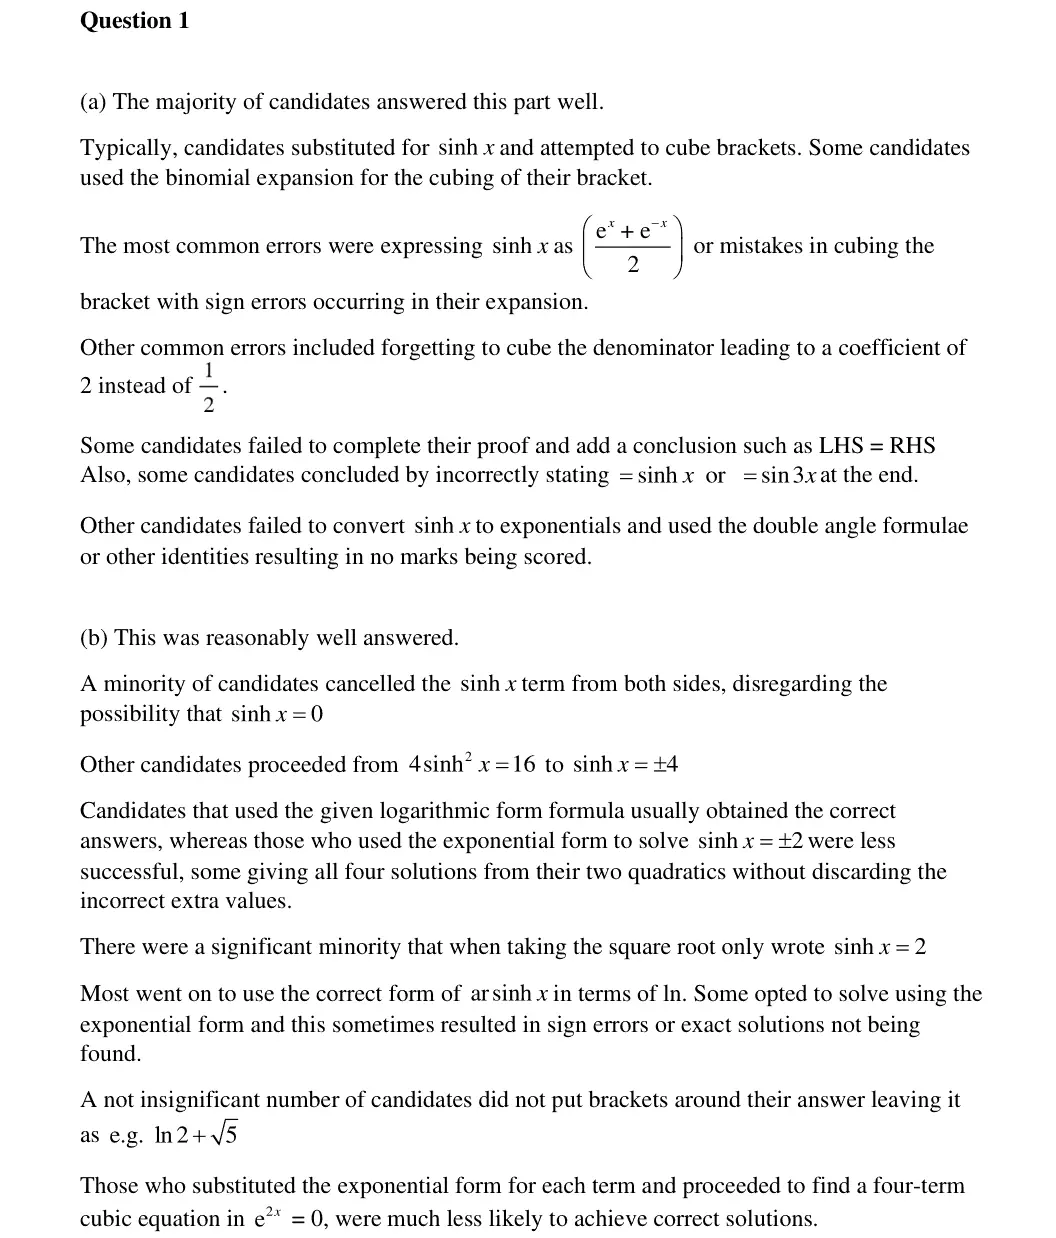 Question 1
(a) The majority of candidates answered this part well.
Typically, candidates substituted for sinh x and attempted to cube brackets. Some candidates
used the binomial expansion for the cubing of their bracket.
The most common errors were expressing sinh x as ((e^x + e^−x)/2) or mistakes in cubing the
bracket with sign errors occurring in their expansion.
Other common errors included forgetting to cube the denominator leading to a coefficient of
2 instead of 1/2.
Some candidates failed to complete their proof and add a conclusion such as LHS = RHS
Also, some candidates concluded by incorrectly stating = sinh x or = sin 3x at the end.
Other candidates failed to convert sinh x to exponentials and used the double angle formulae
or other identities resulting in no marks being scored.
(b) This was reasonably well answered.
A minority of candidates cancelled the sinh x term from both sides, disregarding the
possibility that sinh x = 0
Other candidates proceeded from 4 sinh² x = 16 to sinh x = ±4
Candidates that used the given logarithmic form formula usually obtained the correct
answers, whereas those who used the exponential form to solve sinh x = ±2 were less
successful, some giving all four solutions from their two quadratics without discarding the
incorrect extra values.
There were a significant minority that when taking the square root only wrote sinh x = 2
Most went on to use the correct form of ar sinh x in terms of ln. Some opted to solve using the
exponential form and this sometimes resulted in sign errors or exact solutions not being
found.
A not insignificant number of candidates did not put brackets around their answer leaving it
as e.g. ln 2 + √5
Those who substituted the exponential form for each term and proceeded to find a four-term
cubic equation in e^2x = 0, were much less likely to achieve correct solutions.